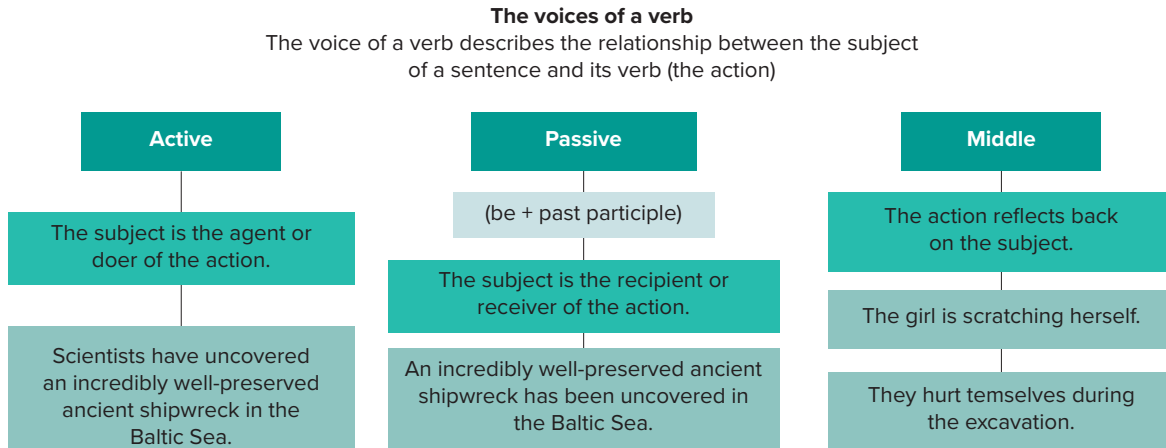 The voices of a verb
The voice of a verb describes the relationship between the subject
of a sentence and its verb (the action)
Active
The subject is the agent or
doer of the action.
Scientists have uncovered
an incredibly well-preserved
ancient shipwreck in the
Baltic Sea.
Passive
(be + past participle)
The subject is the recipient or
receiver of the action.
An incredibly well-preserved ancient
shipwreck has been uncovered in
the Baltic Sea.
Middle
The action reflects back
on the subject.
The girl is scratching herself.
They hurt temselves during
the excavation.